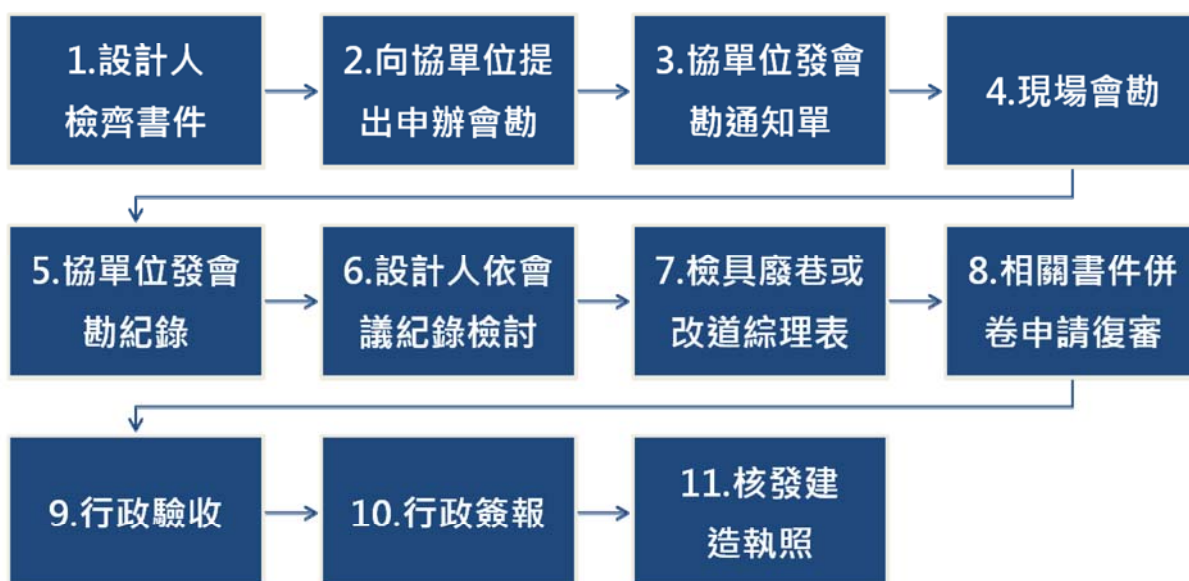 1.設計人
檢齊書件
2.向協單位提
出申辦會勘
3.協單位發會
勘通知單
4.現場會勘
5.協單位發會
勘紀錄
6.設計人依會
議紀錄檢討
7.檢具廢巷或
改道綜理表
8.相關書件併
卷申請復審
9.行政驗收
10.行政簽報
11.核發建
造執照